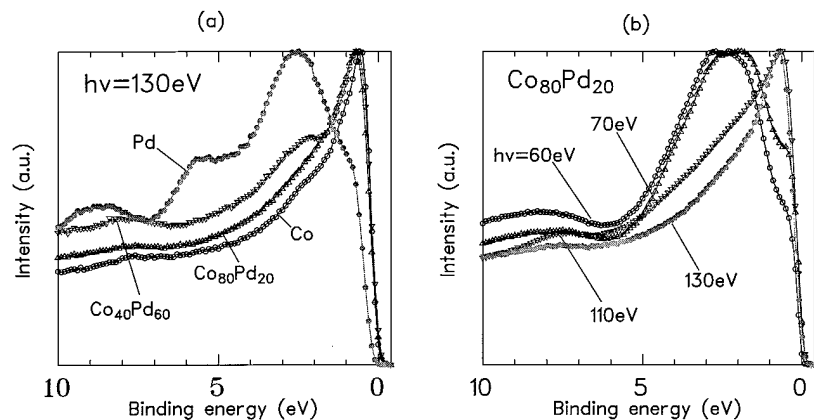 (a)
hν=130eV
Pd
Co
Co₈₀Pd₂₀
Co₄₀Pd₆₀
Intensity (a.u.)
10 5 0
Binding energy (eV)
(b)
Co₈₀Pd₂₀
70eV
hν=60eV
130eV
110eV
Intensity (a.u.)
10 5 0
Binding energy (eV)